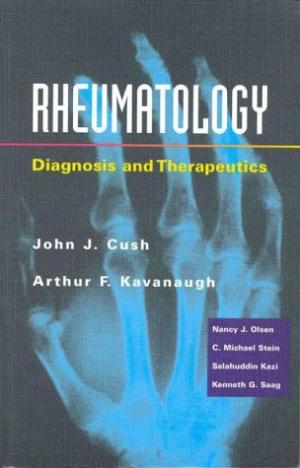 RHEUMATOLOGY
Diagnosis and Therapeutics
John J. Cush
Arthur F. Kavanaugh
Nancy J. Olsen
C. Michael Stein
Salahuddin Kazi
Kenneth G. Saag